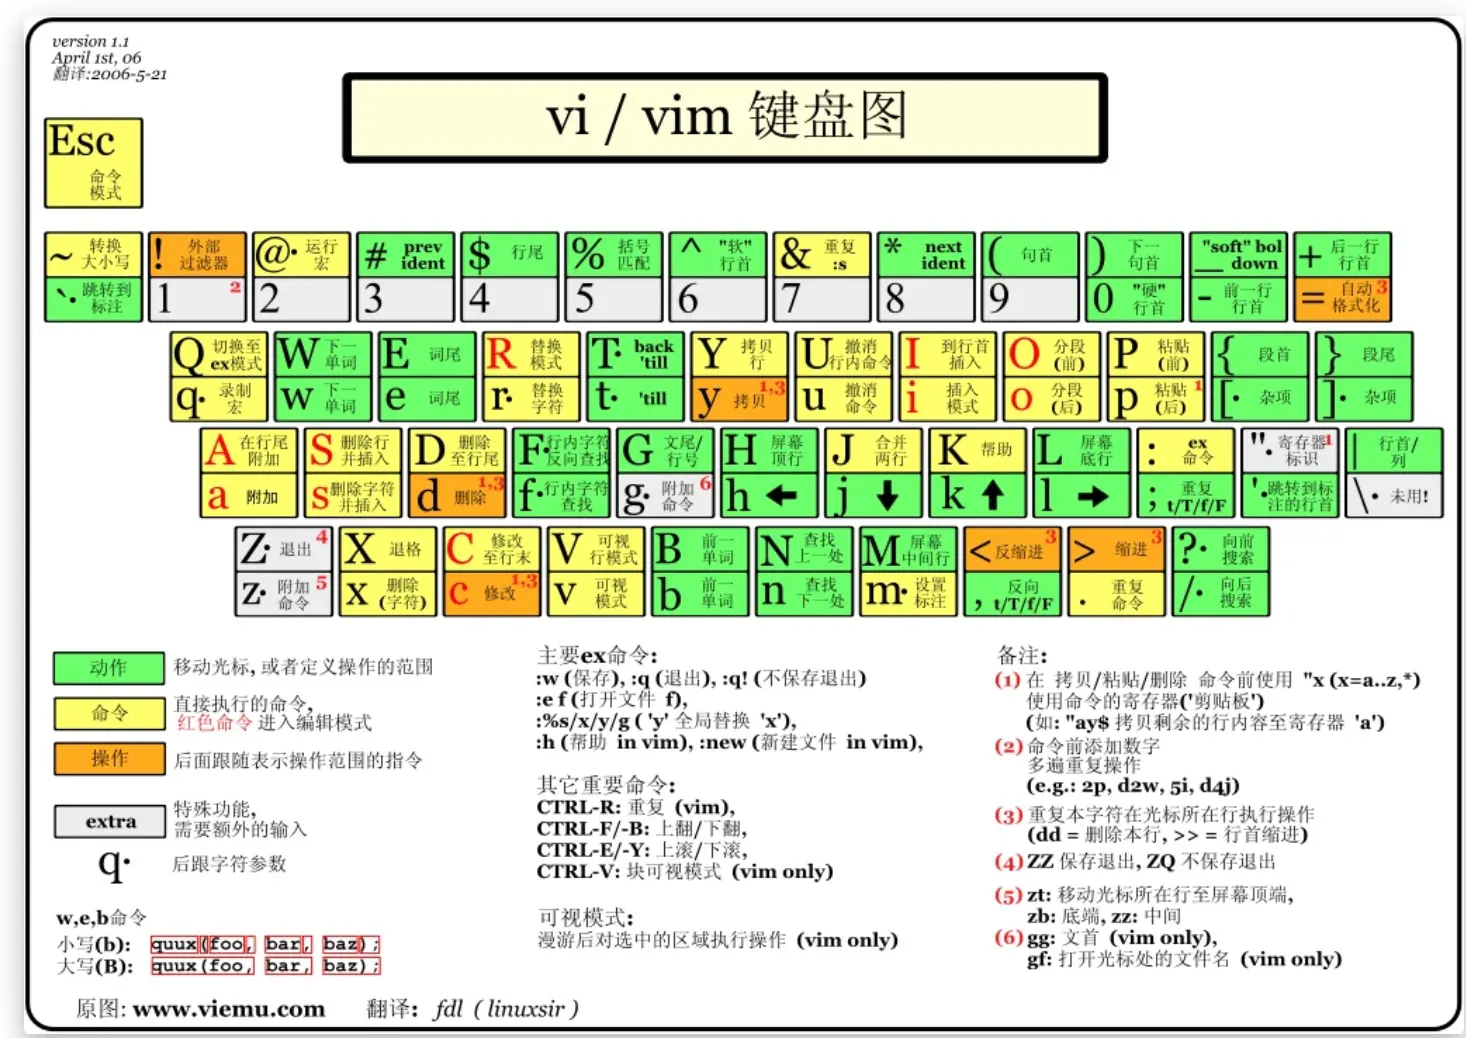 version 1.1
April 1st, 06
翻译:2006-5-21
vi / vim 键盘图
Esc
命令
模式
~ 转换
大小写
! 外部
过滤器
@· 运行
宏
# prev
ident
$ 行尾
% 括号
匹配
^ "软"
行首
& 重复
:s
* next
ident
( 句首
) 下一
句首
"soft" bol
_ down
+ 后一行
行首
`· 跳转到
标注
1 2
2
3
4
5
6
7
8
9
0 "硬"
行首
- 前一行
行首
= 自动 3
格式化
Q 切换至
ex模式
W 下一
单词
E 词尾
R 替换
模式
T· back
'till
Y 拷贝
行
U 撤消
行内命令
I 到行首
插入
O 分段
(前)
P 粘贴
(前)
{ 段首
} 段尾
q· 录制
宏
w 下一
单词
e 词尾
r· 替换
字符
t· 'till
y 拷贝 1,3
u 撤消
命令
i 插入
模式
o 分段
(后)
p 粘贴 1
(后)
[· 杂项
]· 杂项
A 在行尾
附加
S 删除行
并插入
D 删除
至行尾
F· 行内字符
反向查找
G 文尾/
行号
H 屏幕
顶行
J 合并
两行
K 帮助
L 屏幕
底行
: ex
命令
"· 寄存器 1
标识
| 行首/
列
a 附加
s 删除字符
并插入
d 删除 1,3
f· 行内字符
查找
g· 附加 6
命令
h ←
j ↓
k ↑
l →
; 重复
t/T/f/F
'· 跳转到标
注的行首
\· 未用!
Z· 退出 4
X 退格
C 修改
至行末
V 可视
行模式
B 前一
单词
N 查找
上一处
M 屏幕
中间行
< 反缩进 3
> 缩进 3
?· 向前
搜索
z· 附加 5
命令
x 删除
(字符)
c 修改 1,3
v 可视
模式
b 前一
单词
n 查找
下一处
m· 设置
标注
, 反向
t/T/f/F
. 重复
命令
/· 向后
搜索
动作 移动光标, 或者定义操作的范围
命令 直接执行的命令,
红色命令 进入编辑模式
操作 后面跟随表示操作范围的指令
extra 特殊功能,
需要额外的输入
q· 后跟字符参数
w,e,b命令
小写(b): quux(foo, bar, baz);
大写(B): quux(foo, bar, baz);
主要ex命令:
:w (保存), :q (退出), :q! (不保存退出)
:e f (打开文件 f),
:%s/x/y/g ( 'y' 全局替换 'x'),
:h (帮助 in vim), :new (新建文件 in vim),
其它重要命令:
CTRL-R: 重复 (vim),
CTRL-F/-B: 上翻/下翻,
CTRL-E/-Y: 上滚/下滚,
CTRL-V: 块可视模式 (vim only)
可视模式:
漫游后对选中的区域执行操作 (vim only)
备注:
(1) 在 拷贝/粘贴/删除 命令前使用 "x (x=a..z,*)
使用命令的寄存器('剪贴板')
(如: "ay$ 拷贝剩余的行内容至寄存器 'a')
(2) 命令前添加数字
多遍重复操作
(e.g.: 2p, d2w, 5i, d4j)
(3) 重复本字符在光标所在行执行操作
(dd = 删除本行, >> = 行首缩进)
(4) ZZ 保存退出, ZQ 不保存退出
(5) zt: 移动光标所在行至屏幕顶端,
zb: 底端, zz: 中间
(6) gg: 文首 (vim only),
gf: 打开光标处的文件名 (vim only)
原图: www.viemu.com 翻译: fdl ( linuxsir )